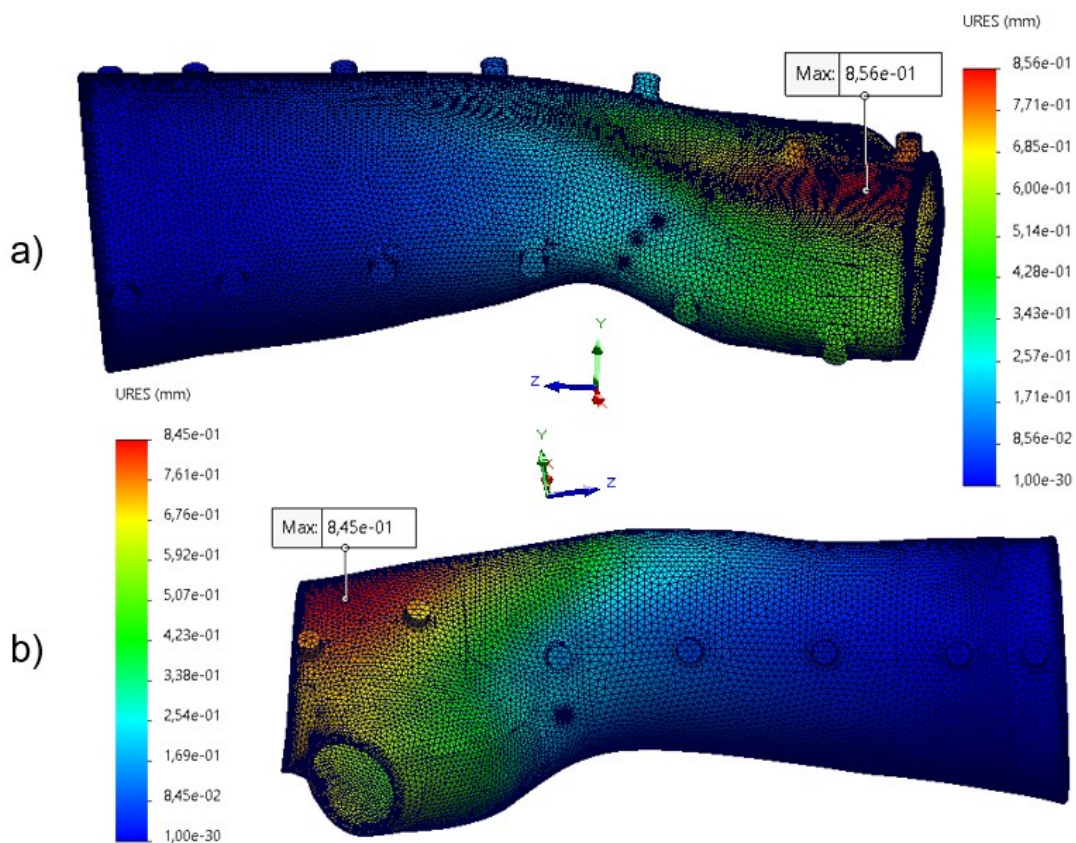 URES (mm)
Max: 8,56e-01
8,56e-01
7,71e-01
6,85e-01
6,00e-01
5,14e-01
4,28e-01
3,43e-01
2,57e-01
1,71e-01
8,56e-02
1,00e-30
a)
Y
Z
X
URES (mm)
8,45e-01
7,61e-01
6,76e-01
5,92e-01
5,07e-01
4,23e-01
3,38e-01
2,54e-01
1,69e-01
8,45e-02
1,00e-30
Y
X
Z
Max: 8,45e-01
b)